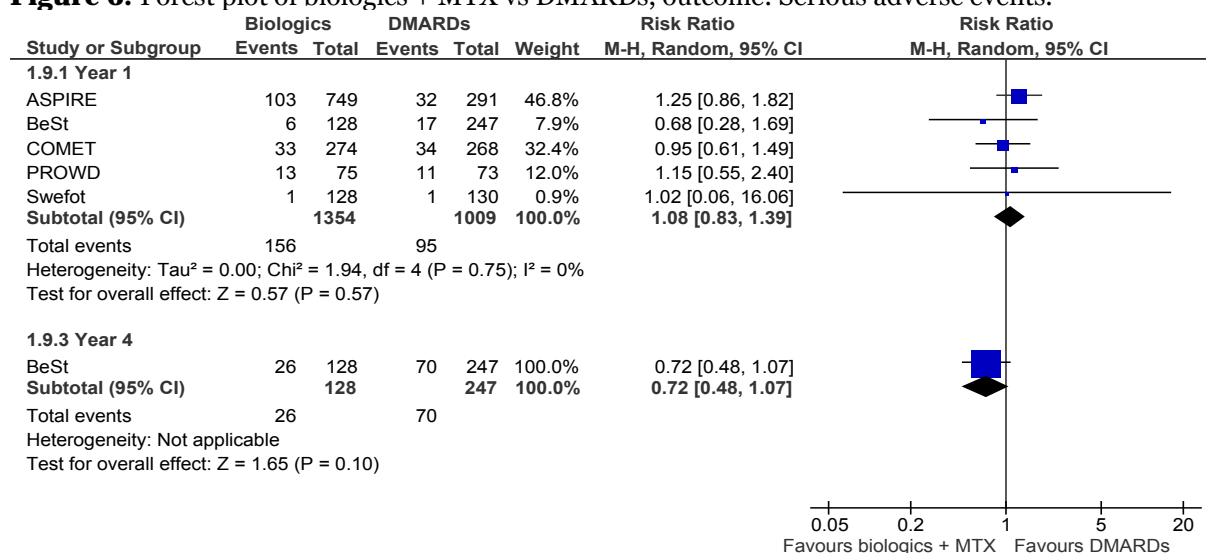 Figure 8. Forest plot of biologics + MTX vs DMARDs, outcome: Serious adverse events.
Biologics DMARDs Risk Ratio Risk Ratio
Study or Subgroup Events Total Events Total Weight M-H, Random, 95% CI M-H, Random, 95% CI
1.9.1 Year 1
ASPIRE 103 749 32 291 46.8% 1.25 [0.86, 1.82]
BeSt 6 128 17 247 7.9% 0.68 [0.28, 1.69]
COMET 33 274 34 268 32.4% 0.95 [0.61, 1.49]
PROWD 13 75 11 73 12.0% 1.15 [0.55, 2.40]
Swefot 1 128 1 130 0.9% 1.02 [0.06, 16.06]
Subtotal (95% CI) 1354 1009 100.0% 1.08 [0.83, 1.39]
Total events 156 95
Heterogeneity: Tau² = 0.00; Chi² = 1.94, df = 4 (P = 0.75); I² = 0%
Test for overall effect: Z = 0.57 (P = 0.57)
1.9.3 Year 4
BeSt 26 128 70 247 100.0% 0.72 [0.48, 1.07]
Subtotal (95% CI) 128 247 100.0% 0.72 [0.48, 1.07]
Total events 26 70
Heterogeneity: Not applicable
Test for overall effect: Z = 1.65 (P = 0.10)
0.05 0.2 1 5 20
Favours biologics + MTX Favours DMARDs